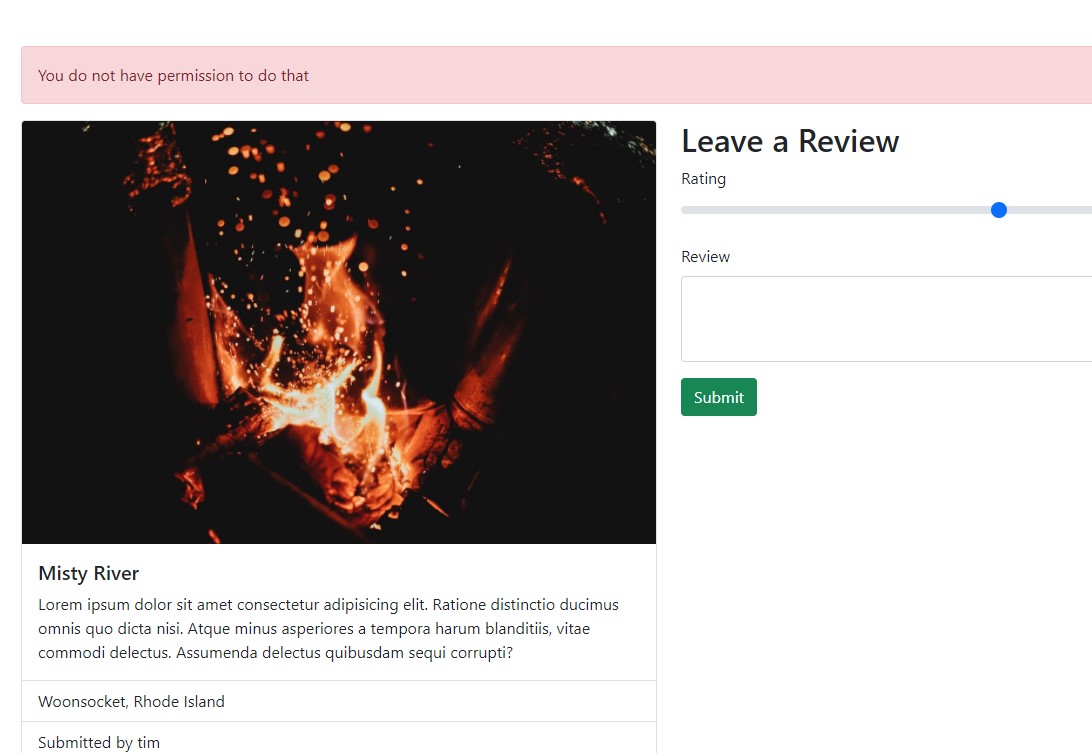 You do not have permission to do that
Leave a Review
Rating
Review
Submit
Misty River
Lorem ipsum dolor sit amet consectetur adipisicing elit. Ratione distinctio ducimus
omnis quo dicta nisi. Atque minus asperiores a tempora harum blanditiis, vitae
commodi delectus. Assumenda delectus quibusdam sequi corrupti?
Woonsocket, Rhode Island
Submitted by tim